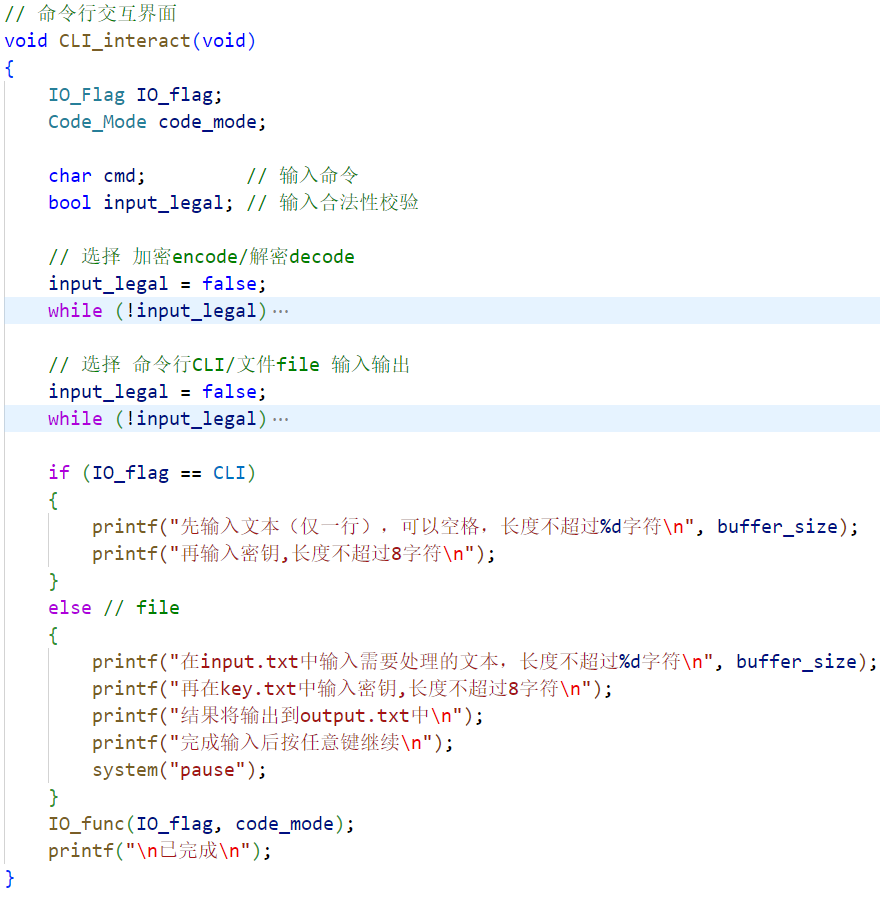 // 命令行交互界面
void CLI_interact(void)
{
    IO_Flag IO_flag;
    Code_Mode code_mode;

    char cmd;         // 输入命令
    bool input_legal; // 输入合法性校验

    // 选择 加密encode/解密decode
    input_legal = false;
    while (!input_legal)···

    // 选择 命令行CLI/文件file 输入输出
    input_legal = false;
    while (!input_legal)···

    if (IO_flag == CLI)
    {
        printf("先输入文本（仅一行），可以空格，长度不超过%d字符\n", buffer_size);
        printf("再输入密钥,长度不超过8字符\n");
    }
    else // file
    {
        printf("在input.txt中输入需要处理的文本，长度不超过%d字符\n", buffer_size);
        printf("再在key.txt中输入密钥,长度不超过8字符\n");
        printf("结果将输出到output.txt中\n");
        printf("完成输入后按任意键继续\n");
        system("pause");
    }
    IO_func(IO_flag, code_mode);
    printf("\n已完成\n");
}